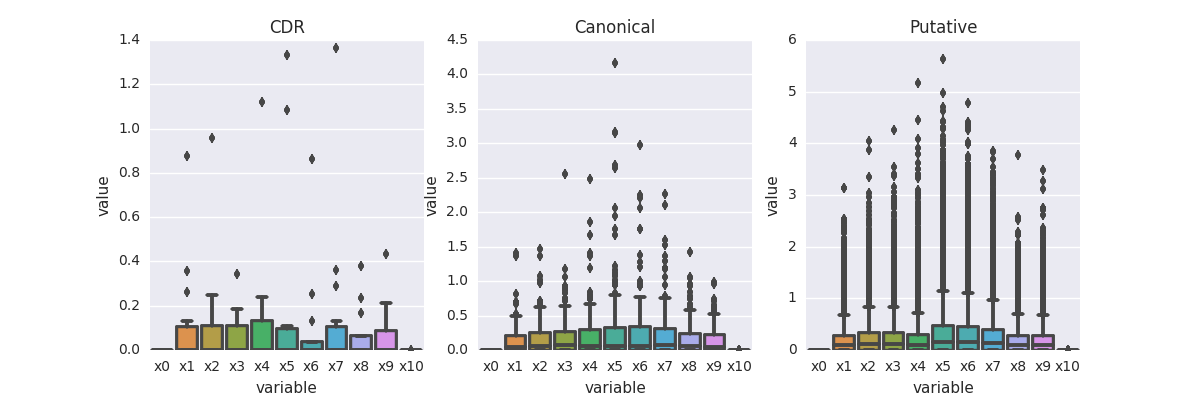 CDR
1.4
1.2
1.0
0.8
0.6
0.4
0.2
0.0
value
x0 x1 x2 x3 x4 x5 x6 x7 x8 x9 x10
variable
Canonical
4.5
4.0
3.5
3.0
2.5
2.0
1.5
1.0
0.5
0.0
value
x0 x1 x2 x3 x4 x5 x6 x7 x8 x9 x10
variable
Putative
6
5
4
3
2
1
0
value
x0 x1 x2 x3 x4 x5 x6 x7 x8 x9 x10
variable